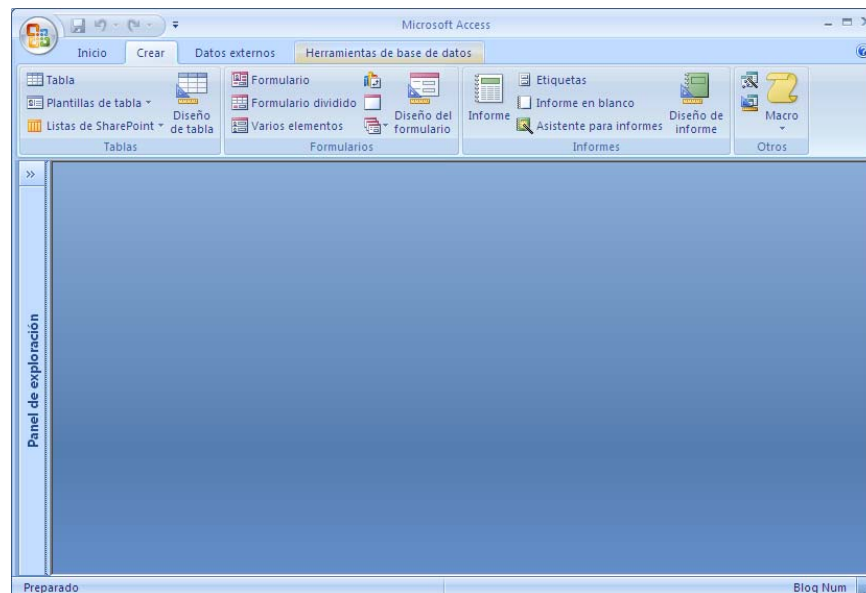 Microsoft Access
Inicio Crear Datos externos Herramientas de base de datos
Tabla
Plantillas de tabla
Listas de SharePoint
Diseño
de tabla
Tablas
Formulario
Formulario dividido
Varios elementos
Diseño del
formulario
Formularios
Informe
Etiquetas
Informe en blanco
Asistente para informes
Diseño de
informe
Informes
Macro
Otros
Panel de exploración
Preparado
Bloq Num